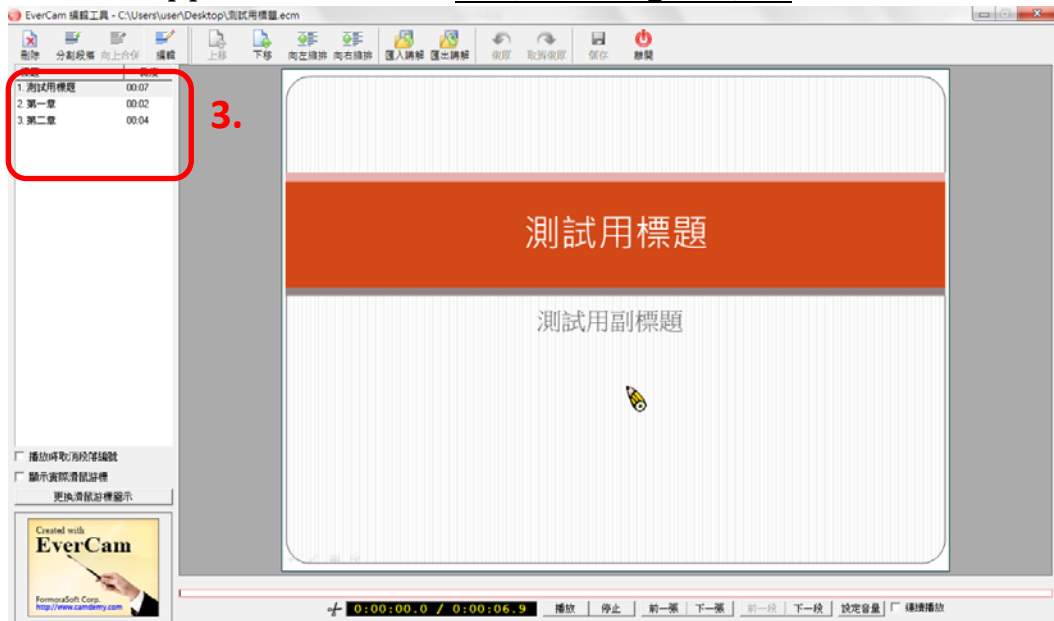 EverCam 編輯工具 - C:\Users\user\Desktop\測試用標題.ecm
刪除 分割段落 向上合併 編輯 上移 下移 向左縮排 向右縮排 匯入講解 匯出講解 復原 取消復原 儲存 離開
標題 長度
1. 測試用標題 00:07
2. 第一章 00:02
3. 第二章 00:04
3.
測試用標題
測試用副標題
播放時取消段落編號
顯示實際滑鼠游標
更換滑鼠游標圖示
Created with
EverCam
FormosaSoft Corp.
http://www.camdemy.com
0:00:00.0 / 0:00:06.9 播放 停止 前一張 下一張 前一段 下一段 設定音量 連續播放